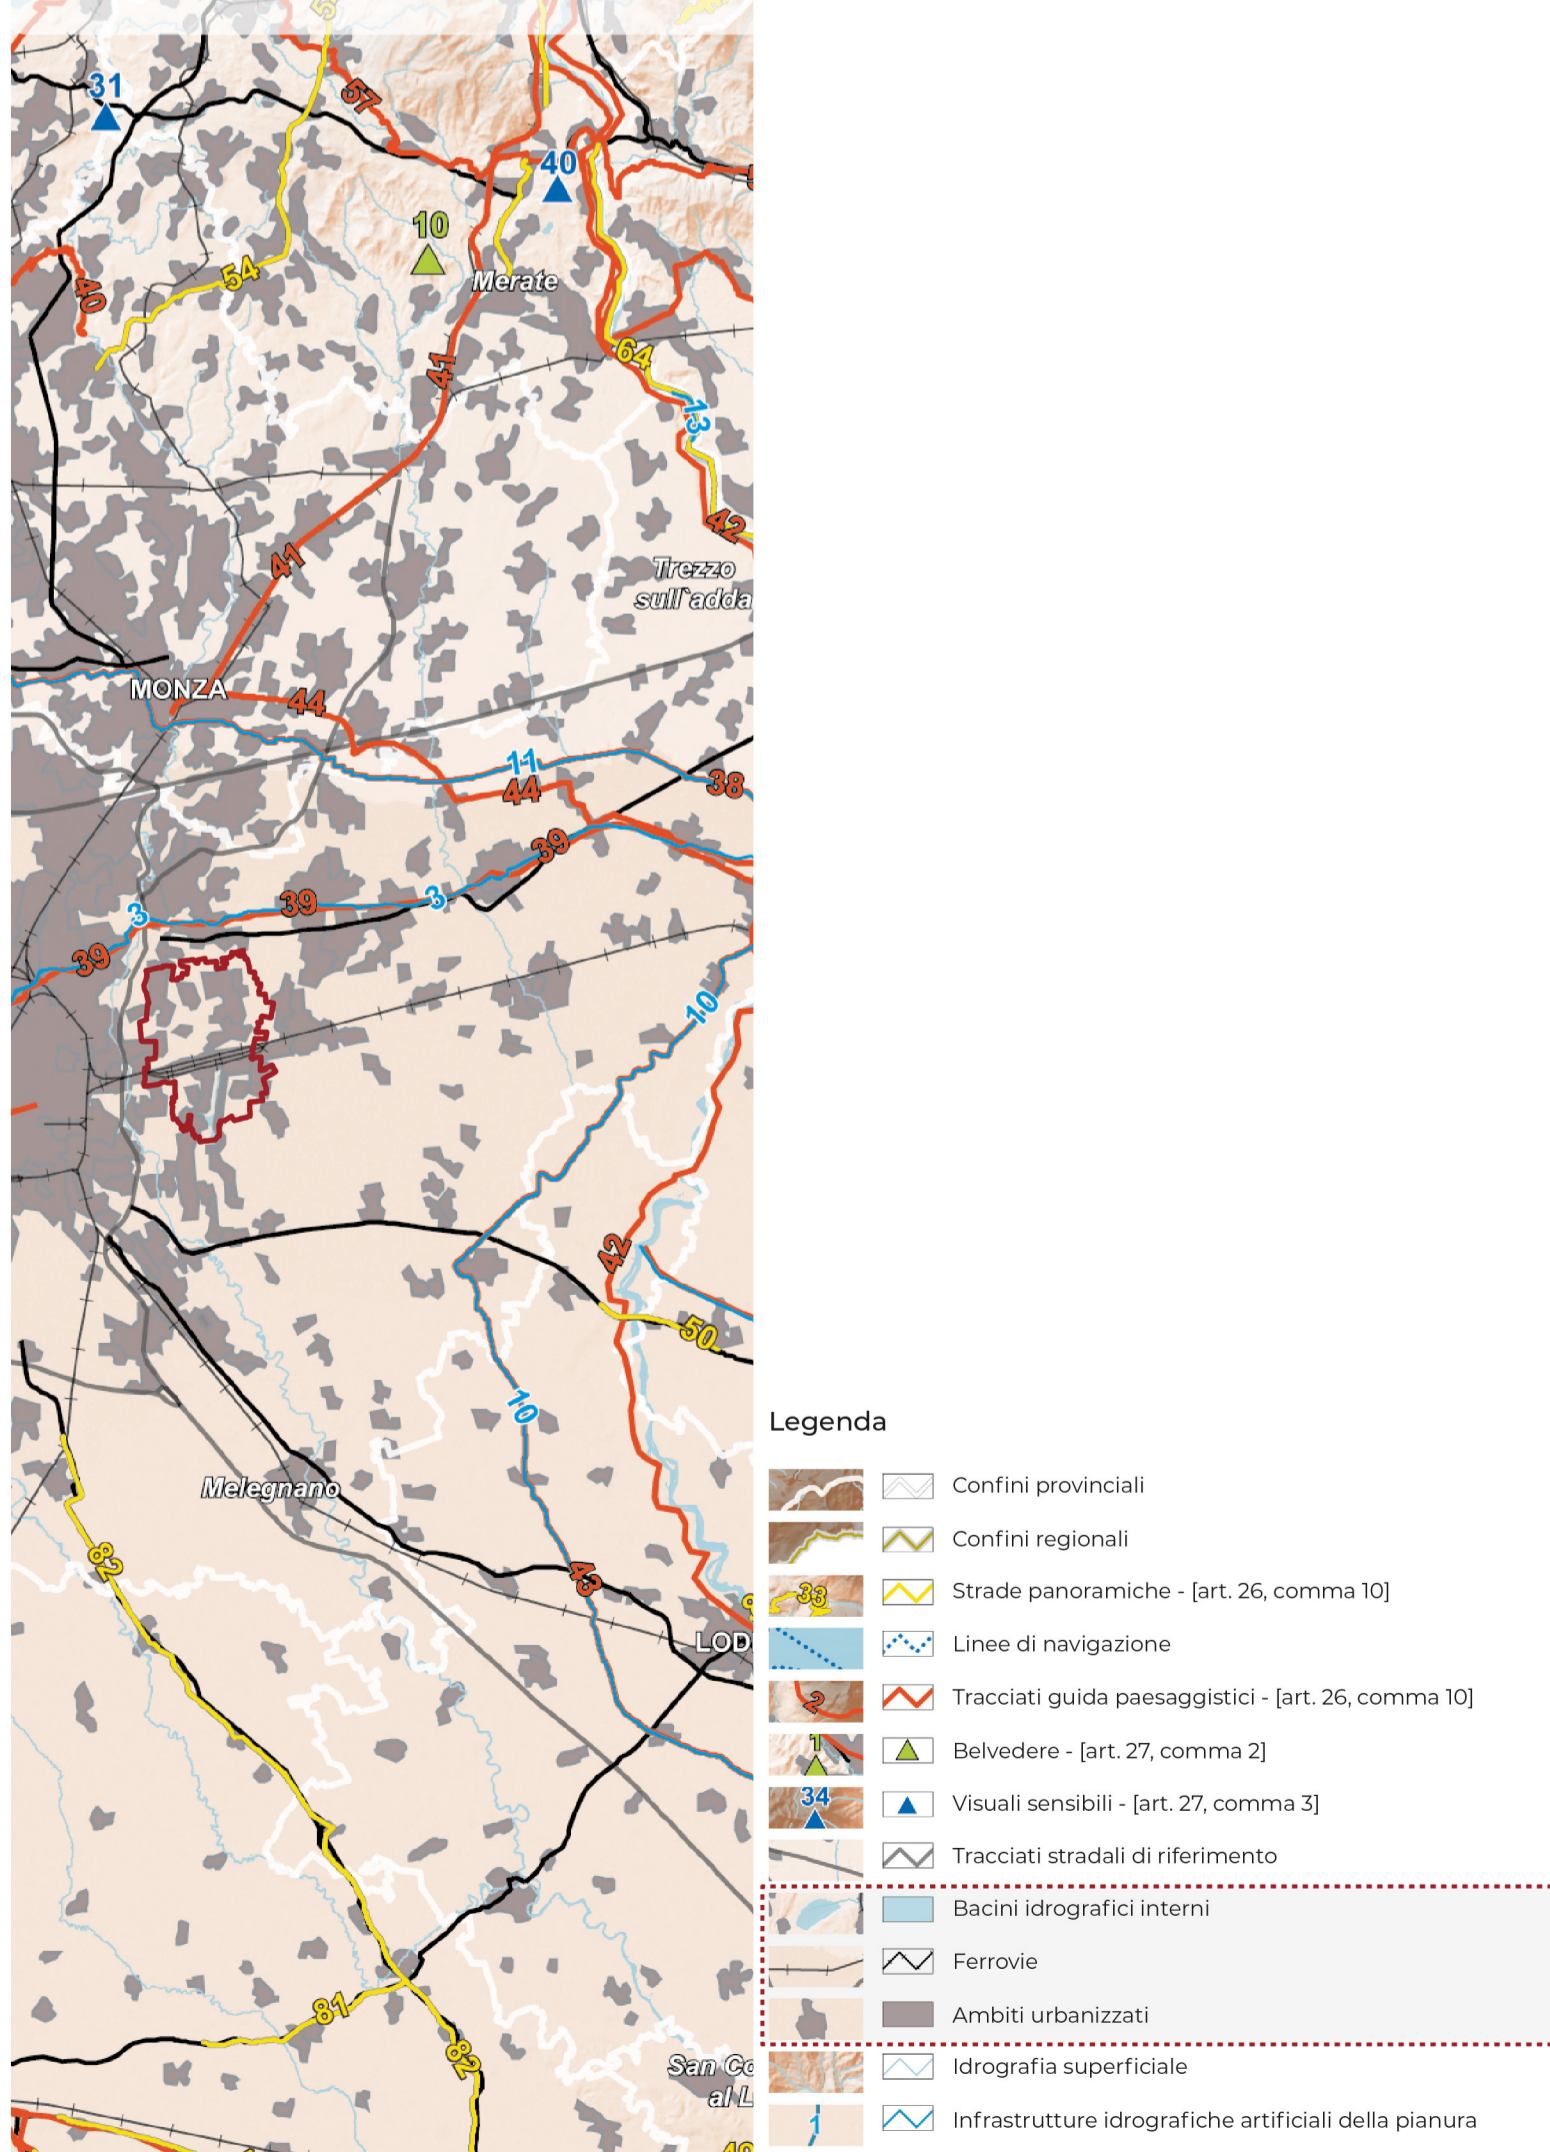 31
57
40
10
Merate
54
40
41
64
13
42
41
Trezzo
sull`adda
MONZA
44
11
44
38
39
39
3
3
39
10
42
50
10
Melegnano
82
43
LOD
81
82
San Co
al L
Legenda
Confini provinciali
Confini regionali
33
Strade panoramiche - [art. 26, comma 10]
Linee di navigazione
2
Tracciati guida paesaggistici - [art. 26, comma 10]
1
Belvedere - [art. 27, comma 2]
34
Visuali sensibili - [art. 27, comma 3]
Tracciati stradali di riferimento
Bacini idrografici interni
Ferrovie
Ambiti urbanizzati
Idrografia superficiale
1
Infrastrutture idrografiche artificiali della pianura